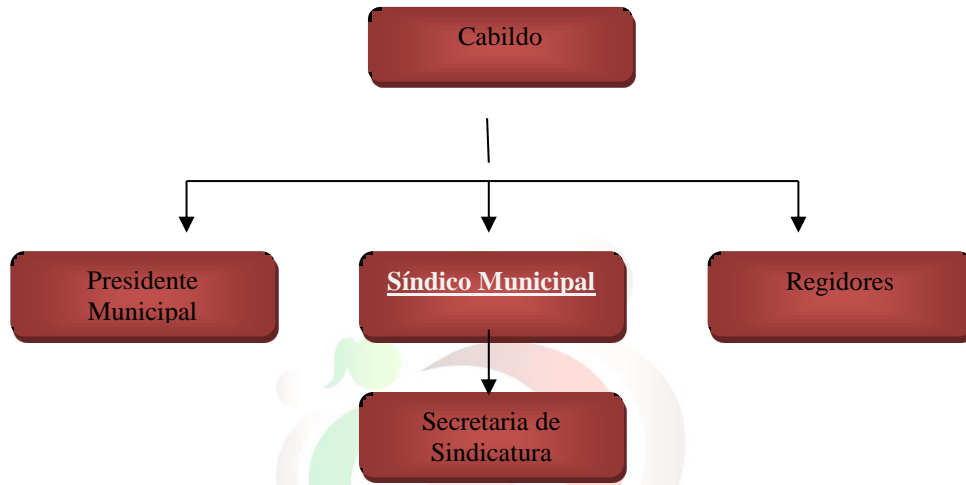 Cabildo
Presidente
Municipal
Síndico Municipal
Regidores
Secretaria de
Sindicatura